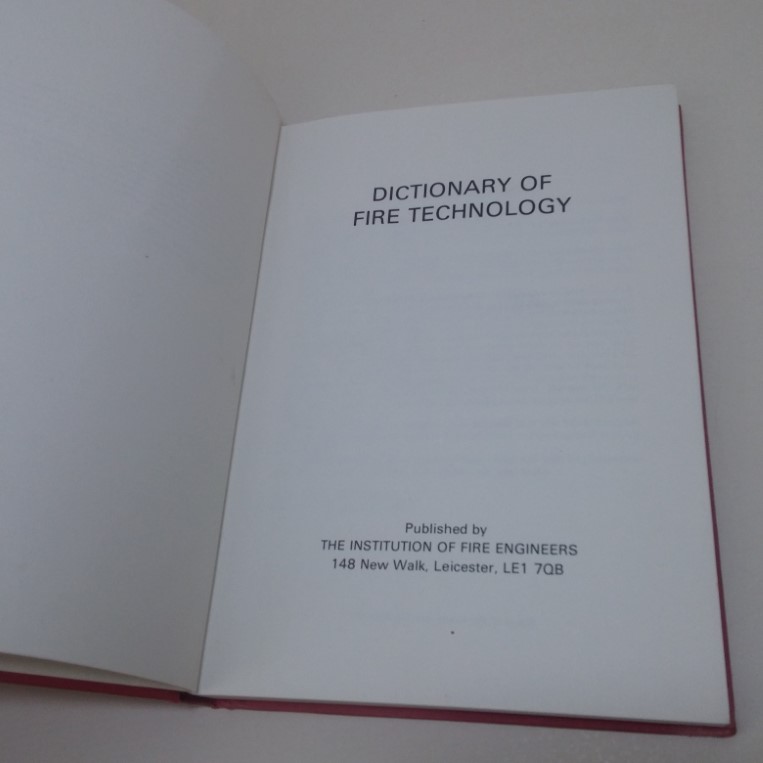 DICTIONARY OF
FIRE TECHNOLOGY
Published by
THE INSTITUTION OF FIRE ENGINEERS
148 New Walk, Leicester, LE1 7QB